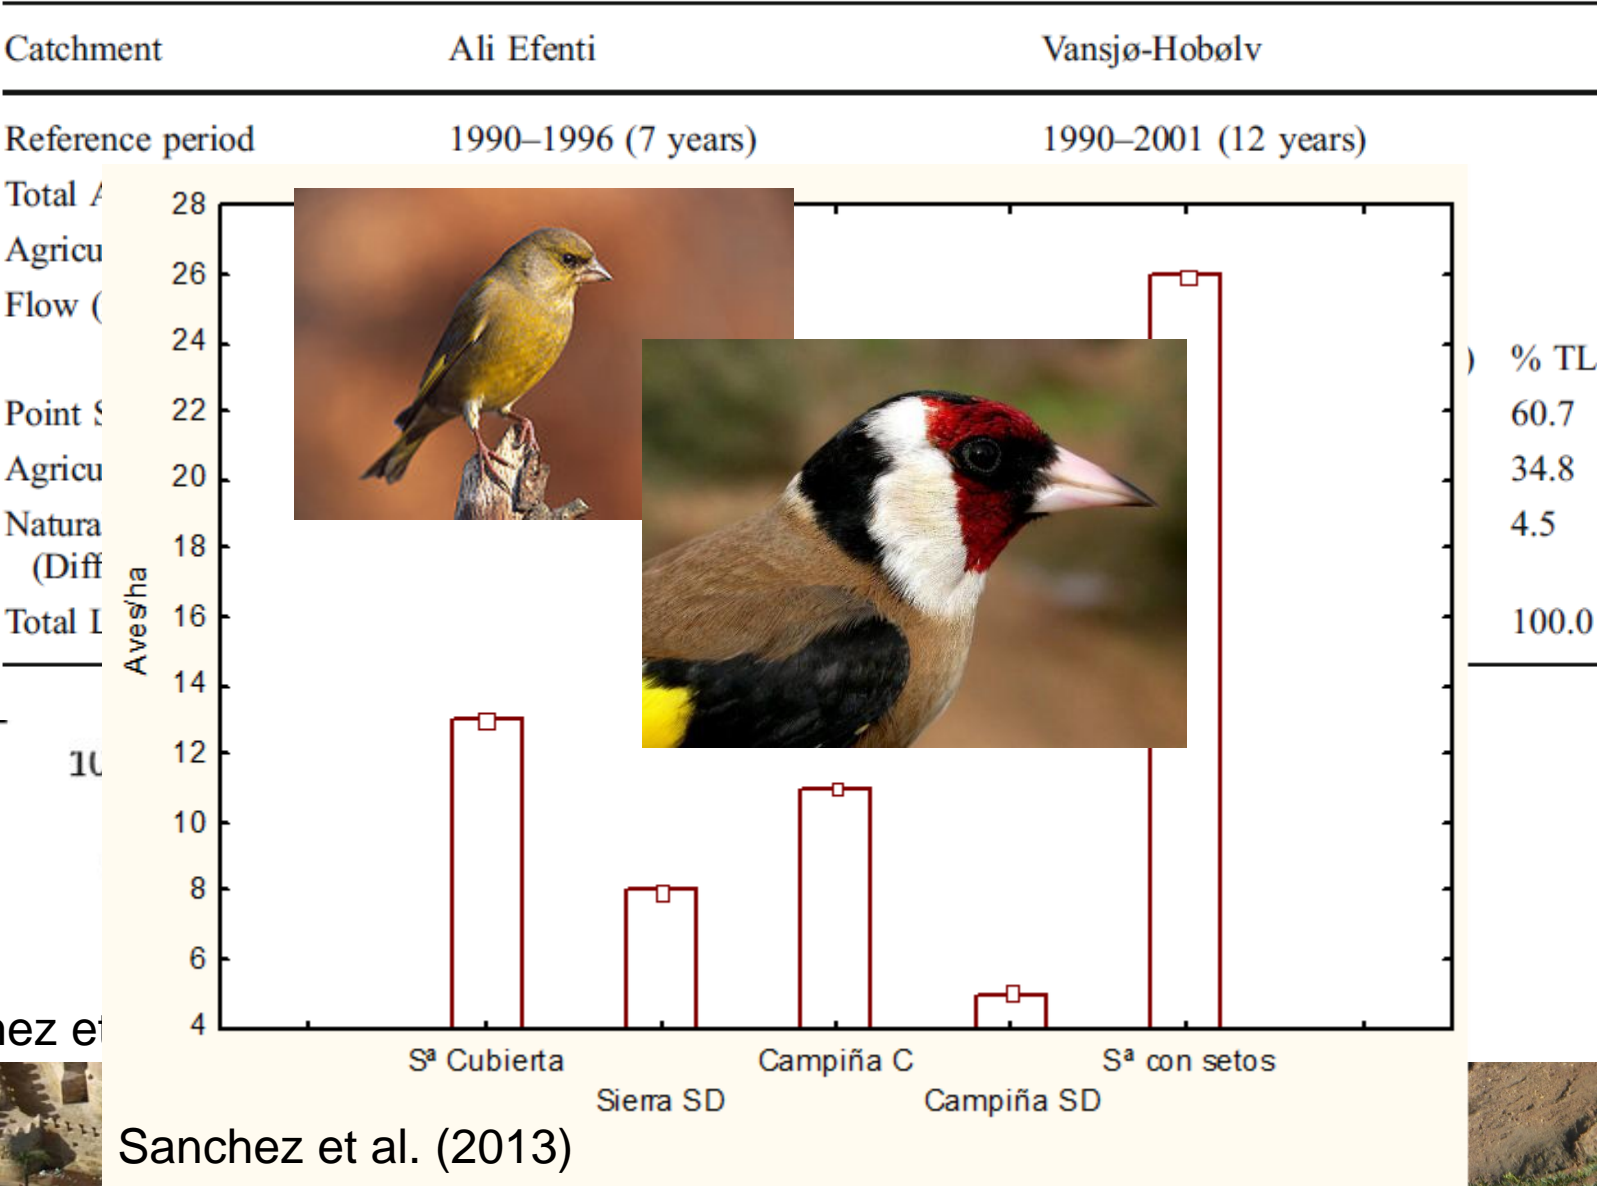 Catchment Ali Efenti Vansjø-Hobølv
Reference period 1990–1996 (7 years) 1990–2001 (12 years)
Total
28
Agricu
26
Flow (
24
) % TL
Point
22
60.7
Agricu
20
34.8
Natura
18
4.5
(Diff
Aves/ha
16
Total
100.0
14
12
10
10
8
6
4
nez et
Sª Cubierta Campiña C Sª con setos
Sierra SD Campiña SD
Sanchez et al. (2013)